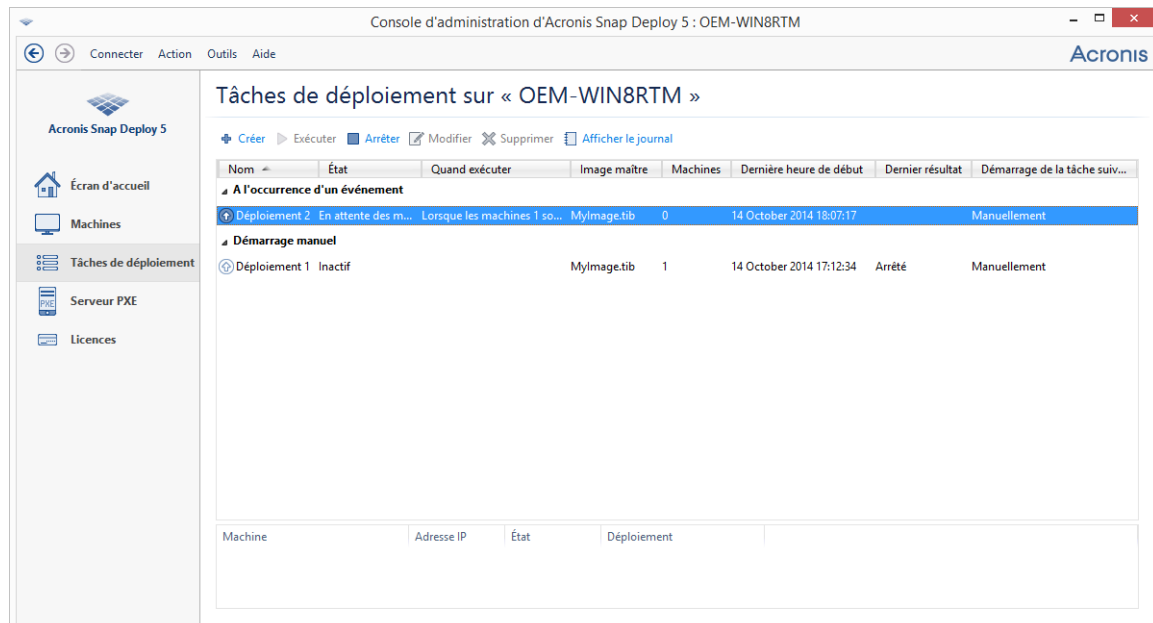 Console d'administration d'Acronis Snap Deploy 5 : OEM-WIN8RTM
Connecter Action Outils Aide
Acronis
Acronis Snap Deploy 5
Écran d'accueil
Machines
Tâches de déploiement
PXE
Serveur PXE
Licences
Tâches de déploiement sur « OEM-WIN8RTM »
Créer Exécuter Arrêter Modifier Supprimer Afficher le journal
Nom État Quand exécuter Image maître Machines Dernière heure de début Dernier résultat Démarrage de la tâche suiv...
A l'occurrence d'un événement
Déploiement 2 En attente des m... Lorsque les machines 1 so... MyImage.tib 0 14 October 2014 18:07:17 Manuellement
Démarrage manuel
Déploiement 1 Inactif MyImage.tib 1 14 October 2014 17:12:34 Arrêté Manuellement
Machine Adresse IP État Déploiement